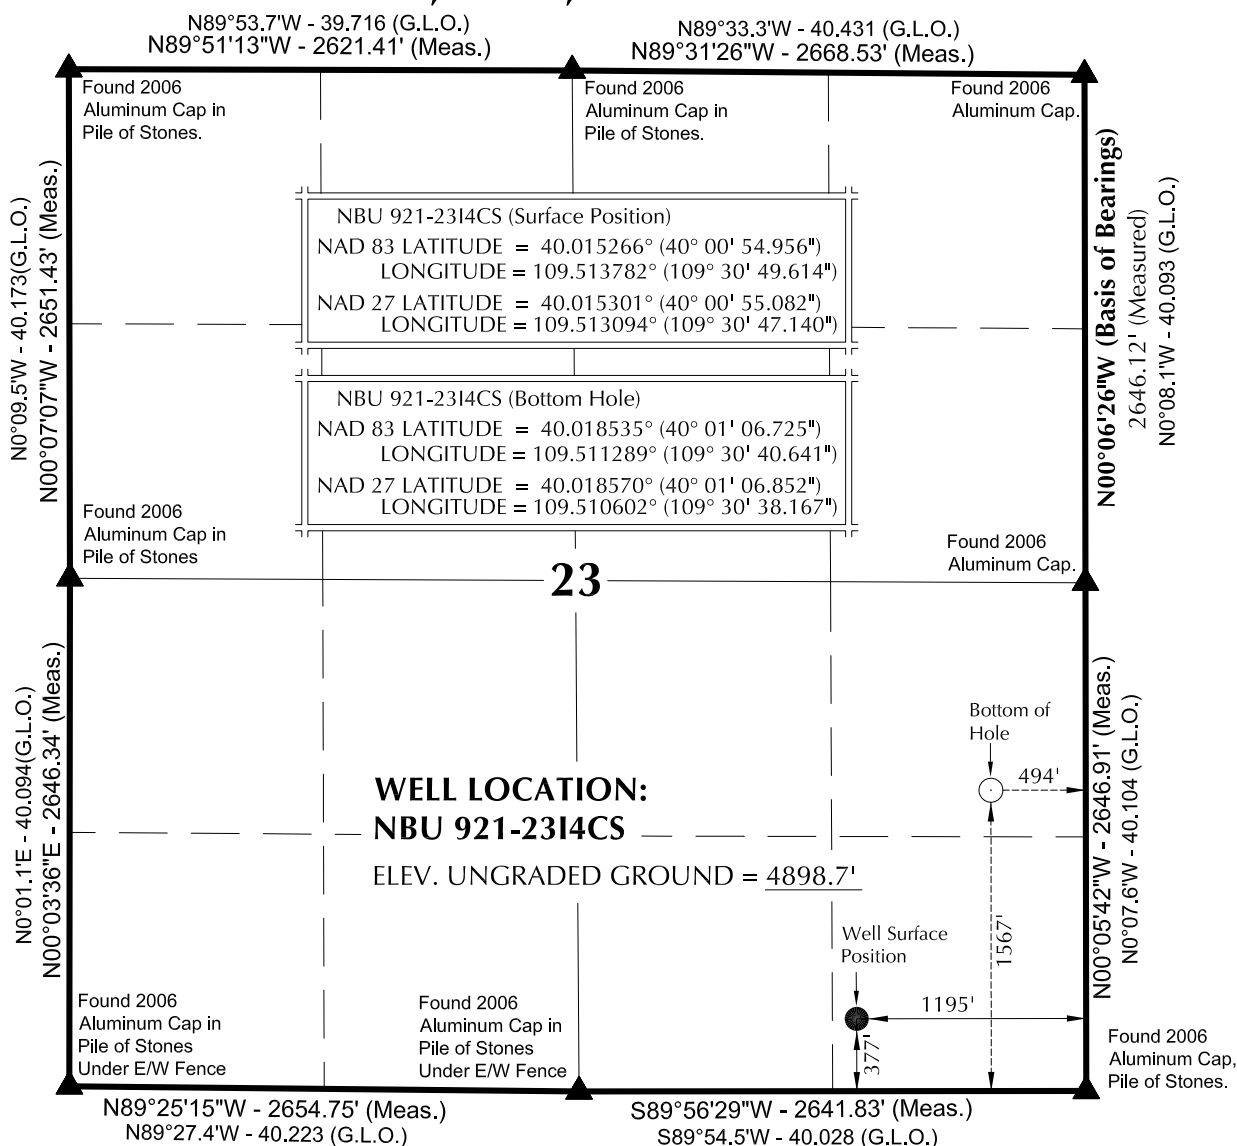 N89°53.7'W - 39.716 (G.L.O.)
N89°51'13"W - 2621.41' (Meas.)
N89°33.3'W - 40.431 (G.L.O.)
N89°31'26"W - 2668.53' (Meas.)
Found 2006
Aluminum Cap in
Pile of Stones.
Found 2006
Aluminum Cap in
Pile of Stones.
Found 2006
Aluminum Cap.
N0°09.5'W - 40.173(G.L.O.)
N00°07'07"W - 2651.43' (Meas.)
N00°06'26"W (Basis of Bearings)
2646.12' (Measured)
N0°08.1'W - 40.093 (G.L.O.)
NBU 921-23I4CS (Surface Position)
NAD 83 LATITUDE = 40.015266° (40° 00' 54.956")
LONGITUDE = 109.513782° (109° 30' 49.614")
NAD 27 LATITUDE = 40.015301° (40° 00' 55.082")
LONGITUDE = 109.513094° (109° 30' 47.140")
NBU 921-23I4CS (Bottom Hole)
NAD 83 LATITUDE = 40.018535° (40° 01' 06.725")
LONGITUDE = 109.511289° (109° 30' 40.641")
NAD 27 LATITUDE = 40.018570° (40° 01' 06.852")
LONGITUDE = 109.510602° (109° 30' 38.167")
Found 2006
Aluminum Cap in
Pile of Stones
Found 2006
Aluminum Cap.
23
N0°01.1'E - 40.094(G.L.O.)
N00°03'36"E - 2646.34' (Meas.)
N00°05'42"W - 2646.91' (Meas.)
N0°07.6'W - 40.104 (G.L.O.)
Bottom of
Hole
494'
WELL LOCATION:
NBU 921-23I4CS
ELEV. UNGRADED GROUND = 4898.7'
1567'
Well Surface
Position
1195'
377'
Found 2006
Aluminum Cap in
Pile of Stones
Under E/W Fence
Found 2006
Aluminum Cap in
Pile of Stones
Under E/W Fence
Found 2006
Aluminum Cap,
Pile of Stones.
N89°25'15"W - 2654.75' (Meas.)
N89°27.4'W - 40.223 (G.L.O.)
S89°56'29"W - 2641.83' (Meas.)
S89°54.5'W - 40.028 (G.L.O.)